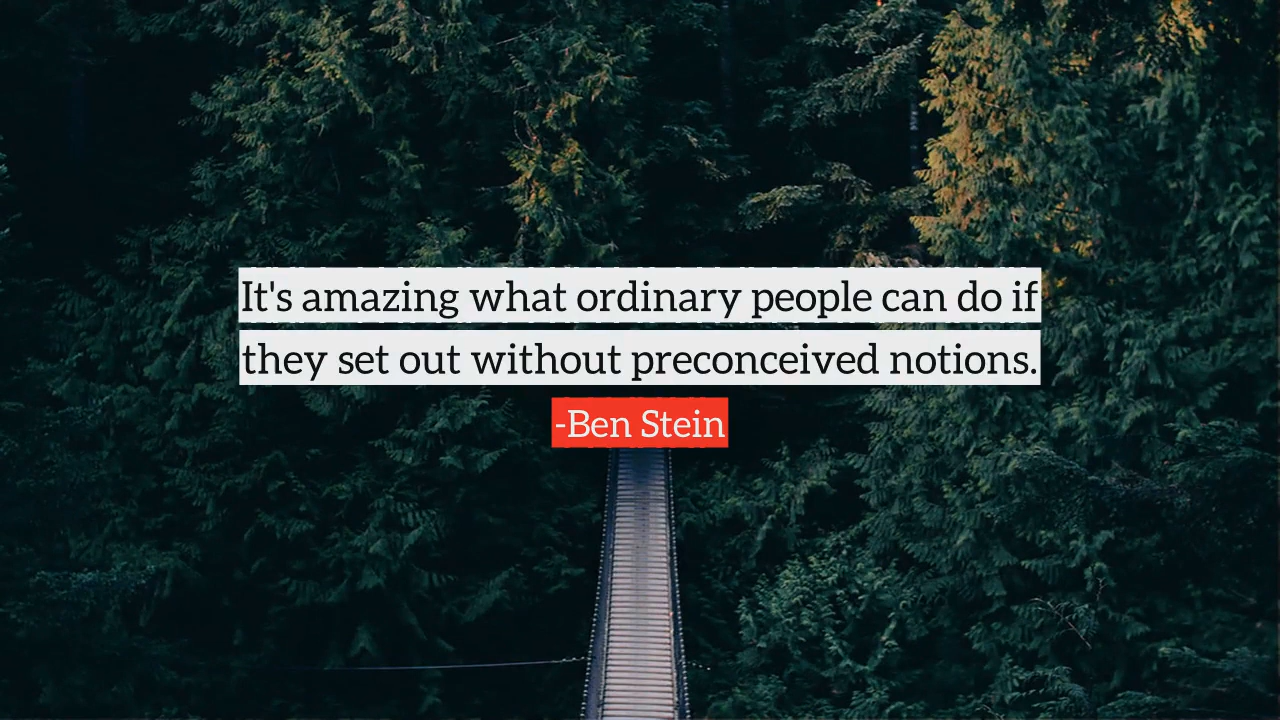 It's amazing what ordinary people can do if
they set out without preconceived notions.
-Ben Stein